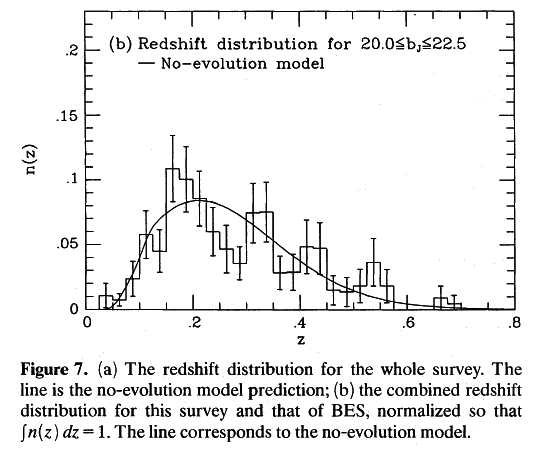 (b) Redshift distribution for 20.0≤bJ≤22.5
— No-evolution model
.2
.15
.1
.05
0
n(z)
0 .2 .4 .6 .8
z
Figure 7. (a) The redshift distribution for the whole survey. The
line is the no-evolution model prediction; (b) the combined redshift
distribution for this survey and that of BES, normalized so that
∫n(z) dz = 1. The line corresponds to the no-evolution model.